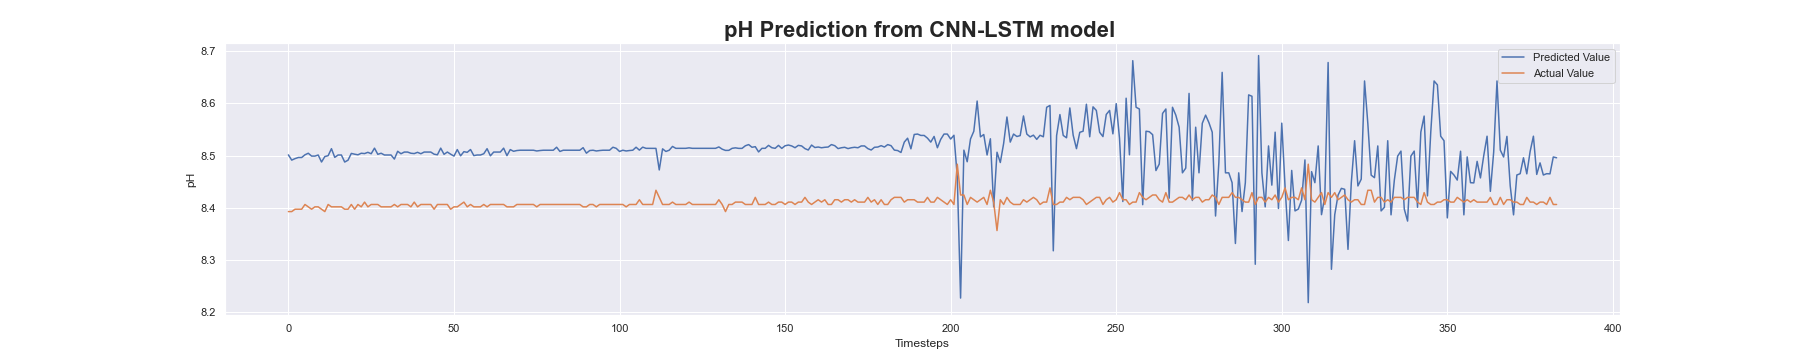 pH Prediction from CNN-LSTM model
Predicted Value
Actual Value
pH
8.7
8.6
8.5
8.4
8.3
8.2
0 50 100 150 200 250 300 350 400
Timesteps